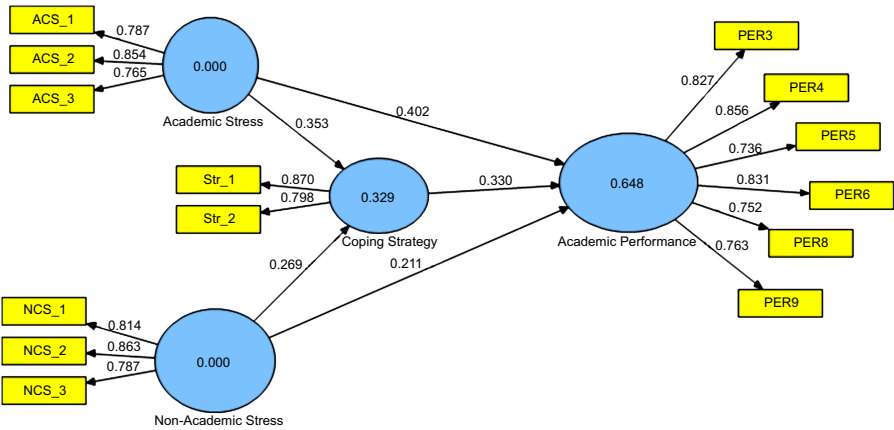 ACS_1
0.787
ACS_2
0.854
ACS_3
0.765
0.000
Academic Stress
0.402
0.353
Str_1
0.870
Str_2
0.798
0.329
Coping Strategy
0.330
0.269
0.211
NCS_1
0.814
NCS_2
0.863
NCS_3
0.787
0.000
Non-Academic Stress
0.648
Academic Performance
PER3
0.827
PER4
0.856
PER5
0.736
PER6
0.831
PER8
0.752
PER9
0.763